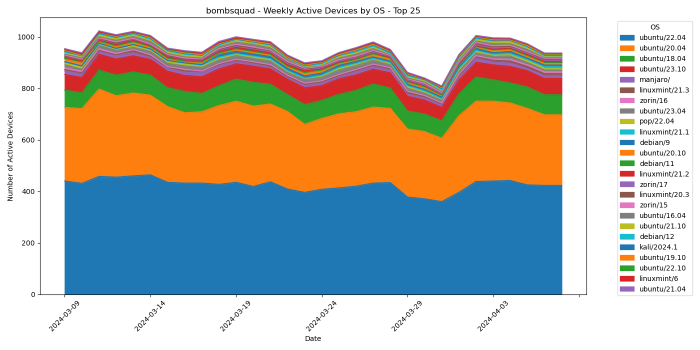 bombsquad - Weekly Active Devices by OS - Top 25
Number of Active Devices
1000
800
600
400
200
0
2024-03-09
2024-03-14
2024-03-19
2024-03-24
2024-03-29
2024-04-03
Date
OS
ubuntu/22.04
ubuntu/20.04
ubuntu/18.04
ubuntu/23.10
manjaro/
linuxmint/21.3
zorin/16
ubuntu/23.04
pop/22.04
linuxmint/21.1
debian/9
ubuntu/20.10
debian/11
linuxmint/21.2
zorin/17
linuxmint/20.3
zorin/15
ubuntu/16.04
ubuntu/21.10
debian/12
kali/2024.1
ubuntu/19.10
ubuntu/22.10
linuxmint/6
ubuntu/21.04